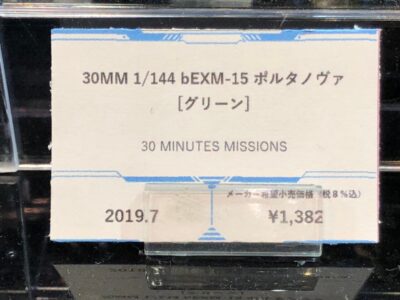 30MM 1/144 bEXM-15 ポルタノヴァ
[グリーン]
30 MINUTES MISSIONS
メーカー希望小売価格(税8%込)
2019.7
¥1,382